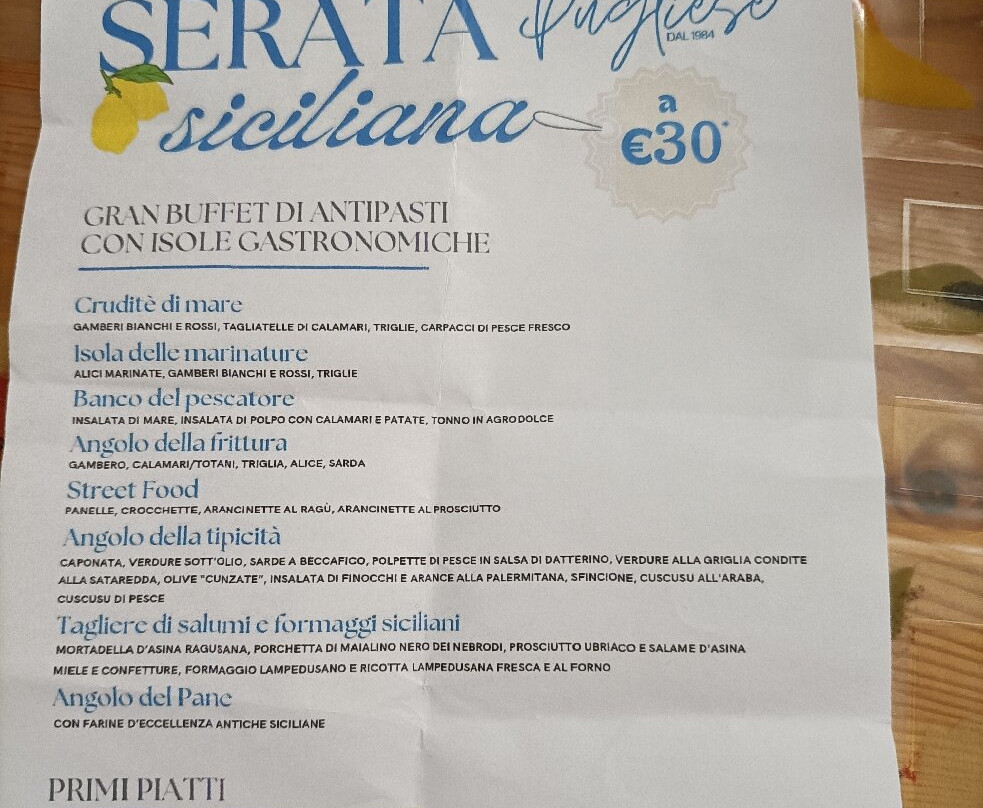 SERATA Pugliese
DAL 1984
siciliana
a
€30*
GRAN BUFFET DI ANTIPASTI
CON ISOLE GASTRONOMICHE
Cruditè di mare
GAMBERI BIANCHI E ROSSI, TAGLIATELLE DI CALAMARI, TRIGLIE, CARPACCI DI PESCE FRESCO
Isola delle marinature
ALICI MARINATE, GAMBERI BIANCHI E ROSSI, TRIGLIE
Banco del pescatore
INSALATA DI MARE, INSALATA DI POLPO CON CALAMARI E PATATE, TONNO IN AGRODOLCE
Angolo della frittura
GAMBERO, CALAMARI/TOTANI, TRIGLIA, ALICE, SARDA
Street Food
PANELLE, CROCCHETTE, ARANCINETTE AL RAGÙ, ARANCINETTE AL PROSCIUTTO
Angolo della tipicità
CAPONATA, VERDURE SOTT'OLIO, SARDE A BECCAFICO, POLPETTE DI PESCE IN SALSA DI DATTERINO, VERDURE ALLA GRIGLIA CONDITE
ALLA SATAREDDA, OLIVE "CUNZATE", INSALATA DI FINOCCHI E ARANCE ALLA PALERMITANA, SFINCIONE, CUSCUSU ALL'ARABA,
CUSCUSU DI PESCE
Tagliere di salumi e formaggi siciliani
MORTADELLA D'ASINA RAGUSANA, PORCHETTA DI MAIALINO NERO DEI NEBRODI, PROSCIUTTO UBRIACO E SALAME D'ASINA
MIELE E CONFETTURE, FORMAGGIO LAMPEDUSANO E RICOTTA LAMPEDUSANA FRESCA E AL FORNO
Angolo del Pane
CON FARINE D'ECCELLENZA ANTICHE SICILIANE
PRIMI PIATTI